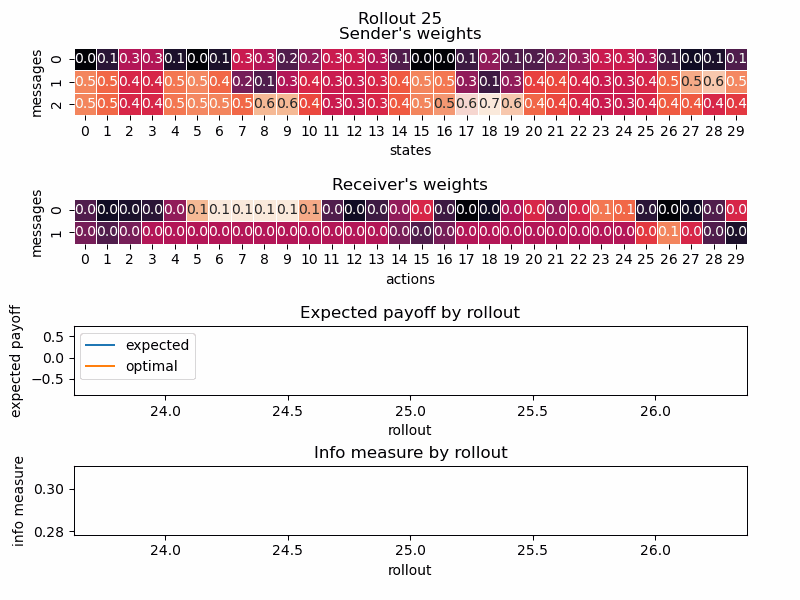 Rollout 25
Sender's weights
messages
0 0.0 0.1 0.3 0.3 0.1 0.0 0.1 0.3 0.3 0.2 0.2 0.3 0.3 0.3 0.1 0.0 0.0 0.1 0.2 0.1 0.2 0.2 0.3 0.3 0.3 0.3 0.1 0.0 0.1 0.1
1 0.5 0.5 0.4 0.4 0.5 0.5 0.4 0.2 0.1 0.3 0.4 0.3 0.3 0.3 0.4 0.5 0.5 0.3 0.1 0.3 0.4 0.4 0.4 0.3 0.3 0.4 0.5 0.5 0.6 0.5
2 0.5 0.5 0.4 0.4 0.5 0.5 0.5 0.5 0.6 0.6 0.4 0.3 0.3 0.3 0.4 0.5 0.5 0.6 0.7 0.6 0.4 0.4 0.4 0.3 0.3 0.4 0.4 0.4 0.4 0.4
0 1 2 3 4 5 6 7 8 9 10 11 12 13 14 15 16 17 18 19 20 21 22 23 24 25 26 27 28 29
states
Receiver's weights
messages
0 0.0 0.0 0.0 0.0 0.0 0.1 0.1 0.1 0.1 0.1 0.1 0.0 0.0 0.0 0.0 0.0 0.0 0.0 0.0 0.0 0.0 0.0 0.0 0.1 0.1 0.0 0.0 0.0 0.0 0.0
1 0.0 0.0 0.0 0.0 0.0 0.0 0.0 0.0 0.0 0.0 0.0 0.0 0.0 0.0 0.0 0.0 0.0 0.0 0.0 0.0 0.0 0.0 0.0 0.0 0.0 0.0 0.1 0.0 0.0 0.0
0 1 2 3 4 5 6 7 8 9 10 11 12 13 14 15 16 17 18 19 20 21 22 23 24 25 26 27 28 29
actions
Expected payoff by rollout
expected payoff
0.5
0.0
−0.5
expected
optimal
24.0 24.5 25.0 25.5 26.0
rollout
Info measure by rollout
info measure
0.30
0.28
24.0 24.5 25.0 25.5 26.0
rollout